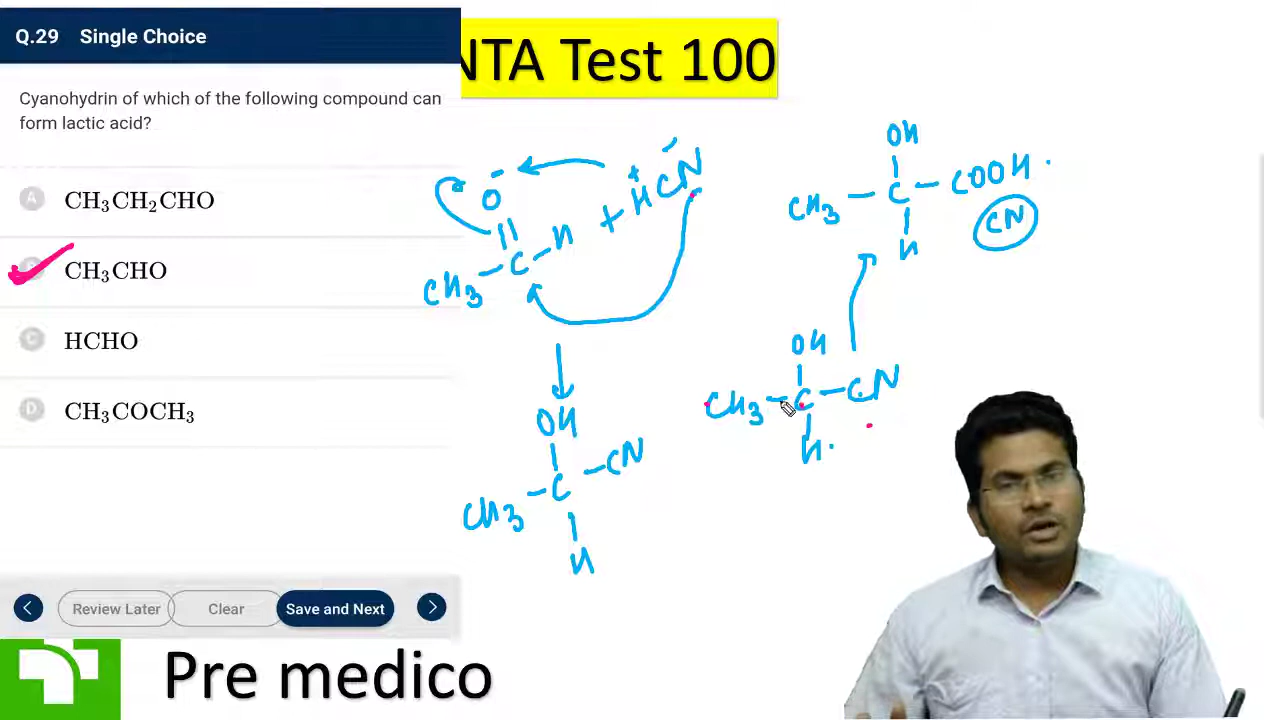 Q.29 Single Choice
NTA Test 100
Cyanohydrin of which of the following compound can
form lactic acid?
A CH₃CH₂CHO
CH₃CHO
C HCHO
D CH₃COCH₃
O⁻
||
CH₃ - C - H + H⁺CN⁻
OH
CH₃ - C - COOH
H
CN
OH
CH₃ - C - CN
H
OH
CH₃ - C - CN
H
Review Later Clear Save and Next
Pre medico